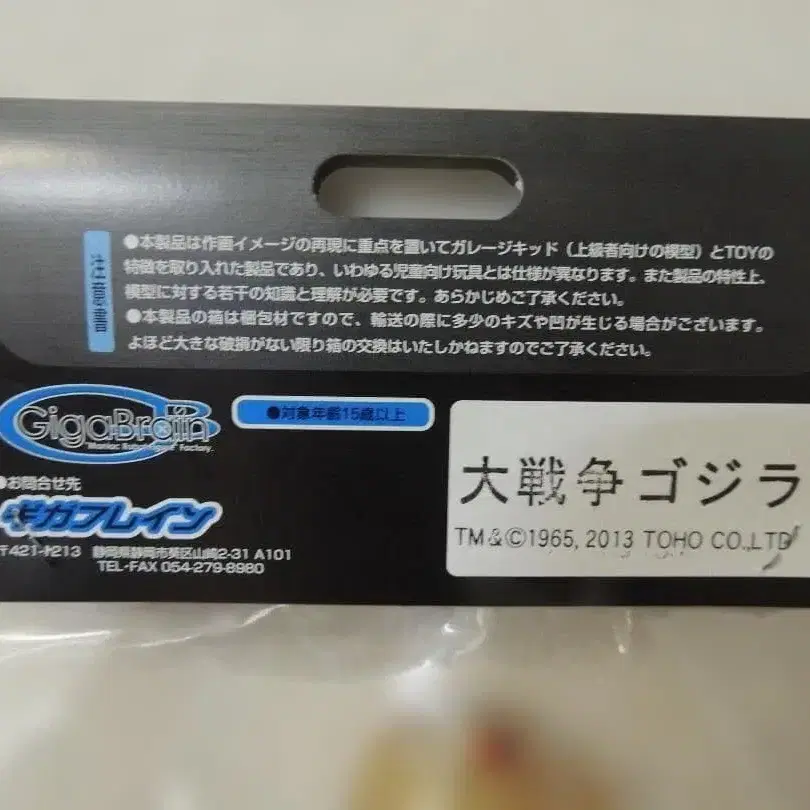 注意書
●本製品は作画イメージの再現に重点を置いてガレージキッド（上級者向けの模型）とTOYの
特徴を取り入れた製品であり、いわゆる児童向け玩具とは仕様が異なります。また製品の特性上、
模型に対する若干の知識と理解が必要です。あらかじめご了承ください。
●本製品の箱は梱包材ですので、輸送の際に多少のキズや凹が生じる場合がございます。
よほど大きな破損がない限り箱の交換はいたしかねますのでご了承ください。
GigaBrain
Factory.
●対象年齢15歳以上
●お問合せ先
ギガブレイン
〒421-1213 静岡県静岡市葵区山崎2-31 A101
TEL・FAX 054-279-8980
大戦争ゴジラ
TM&©1965, 2013 TOHO CO.,LTD